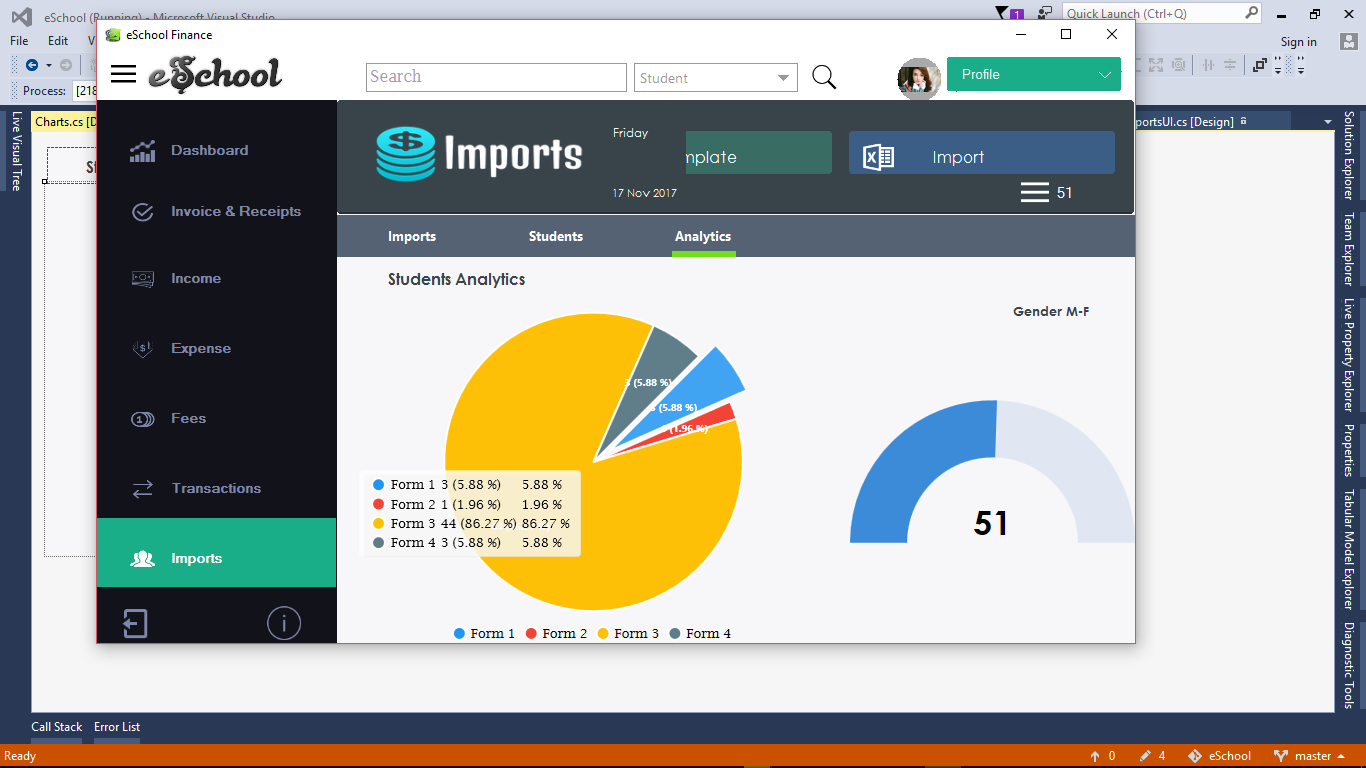 eSchool (Running) - Microsoft Visual Studio
1
Quick Launch (Ctrl+Q)
File Edit V
Sign in
Process: [218
Charts.cs [D
portsUI.cs [Design]
Live Visual Tree
S
eSchool Finance
eSchool
Search
Student
Profile
Dashboard
Invoice & Receipts
Income
Expense
Fees
Transactions
Imports
Imports
Friday
17 Nov 2017
mplate
Import
51
Imports Students Analytics
Students Analytics
Gender M-F
3 (5.88 %)
3 (5.88 %)
(1.96 %)
Form 1 3 (5.88 %) 5.88 %
Form 2 1 (1.96 %) 1.96 %
Form 3 44 (86.27 %) 86.27 %
Form 4 3 (5.88 %) 5.88 %
51
Form 1 Form 2 Form 3 Form 4
Solution Explorer
Team Explorer
Live Property Explorer
Properties
Tabular Model Explorer
Diagnostic Tools
Call Stack Error List
Ready
0 4 eSchool master